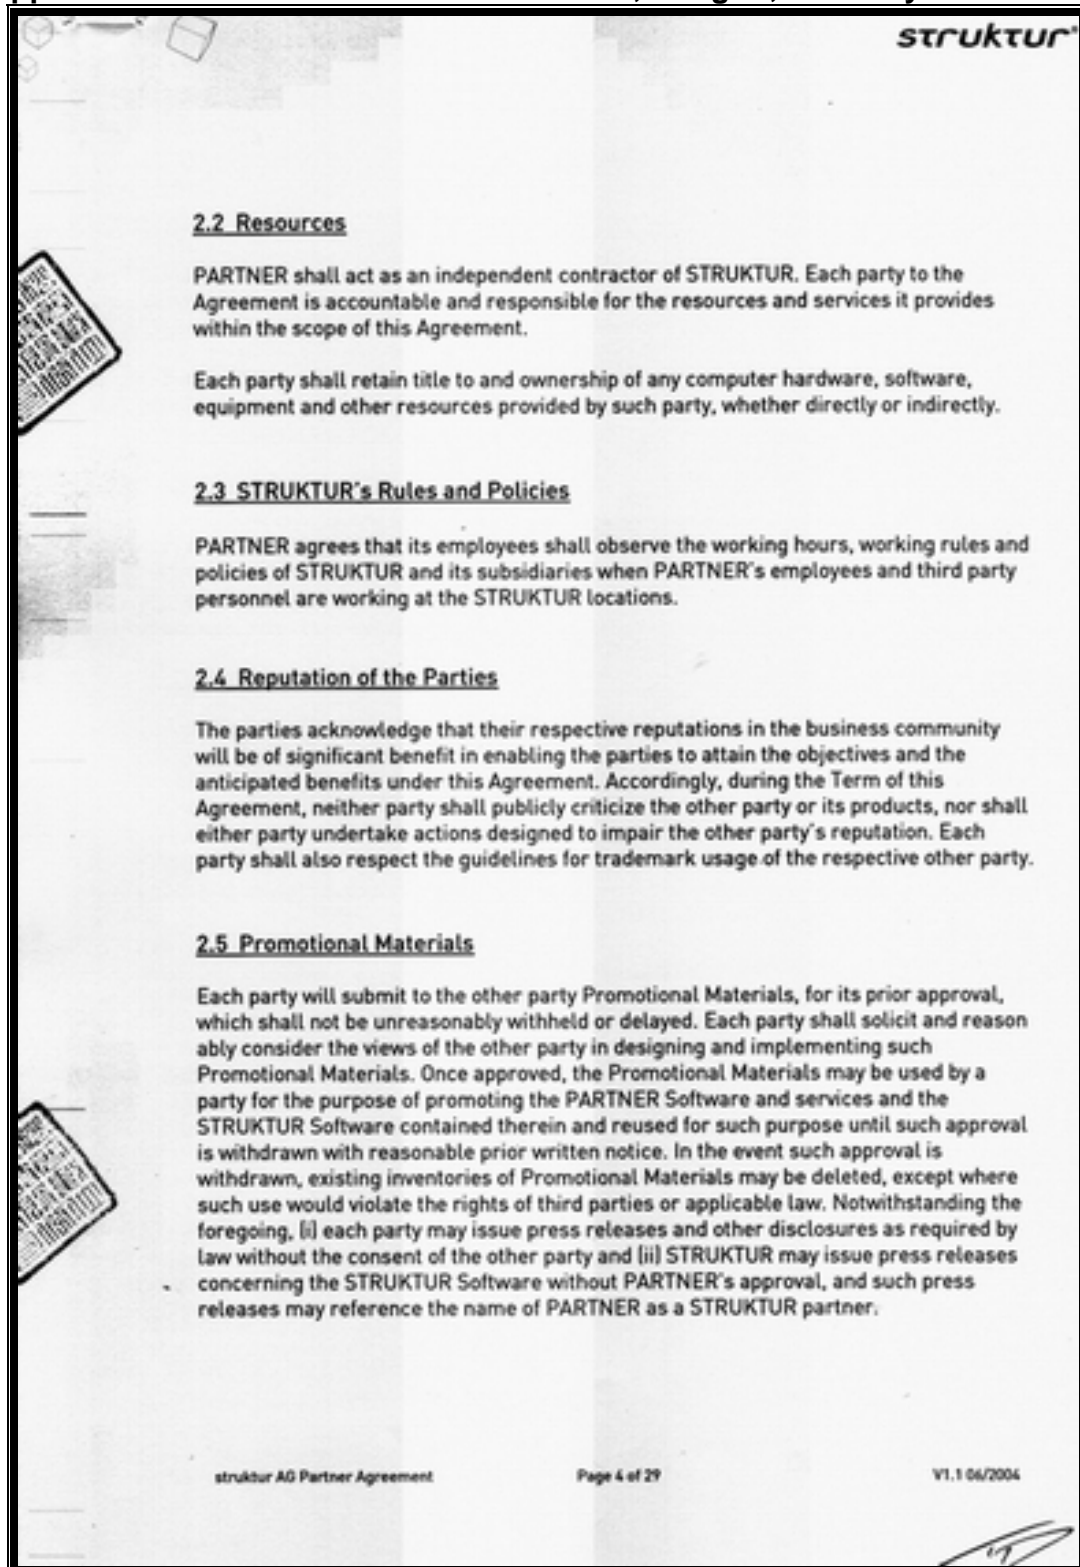 struktur
2.2 Resources
PARTNER shall act as an independent contractor of STRUKTUR. Each party to the
Agreement is accountable and responsible for the resources and services it provides
within the scope of this Agreement.
Each party shall retain title to and ownership of any computer hardware, software,
equipment and other resources provided by such party, whether directly or indirectly.
2.3 STRUKTUR's Rules and Policies
PARTNER agrees that its employees shall observe the working hours, working rules and
policies of STRUKTUR and its subsidiaries when PARTNER's employees and third party
personnel are working at the STRUKTUR locations.
2.4 Reputation of the Parties
The parties acknowledge that their respective reputations in the business community
will be of significant benefit in enabling the parties to attain the objectives and the
anticipated benefits under this Agreement. Accordingly, during the Term of this
Agreement, neither party shall publicly criticize the other party or its products, nor shall
either party undertake actions designed to impair the other party's reputation. Each
party shall also respect the guidelines for trademark usage of the respective other party.
2.5 Promotional Materials
Each party will submit to the other party Promotional Materials, for its prior approval,
which shall not be unreasonably withheld or delayed. Each party shall solicit and reason
ably consider the views of the other party in designing and implementing such
Promotional Materials. Once approved, the Promotional Materials may be used by a
party for the purpose of promoting the PARTNER Software and services and the
STRUKTUR Software contained therein and reused for such purpose until such approval
is withdrawn with reasonable prior written notice. In the event such approval is
withdrawn, existing inventories of Promotional Materials may be deleted, except where
such use would violate the rights of third parties or applicable law. Notwithstanding the
foregoing, (i) each party may issue press releases and other disclosures as required by
law without the consent of the other party and (ii) STRUKTUR may issue press releases
concerning the STRUKTUR Software without PARTNER's approval, and such press
releases may reference the name of PARTNER as a STRUKTUR partner.
struktur AG Partner Agreement Page 4 of 29 V1.1 06/2004